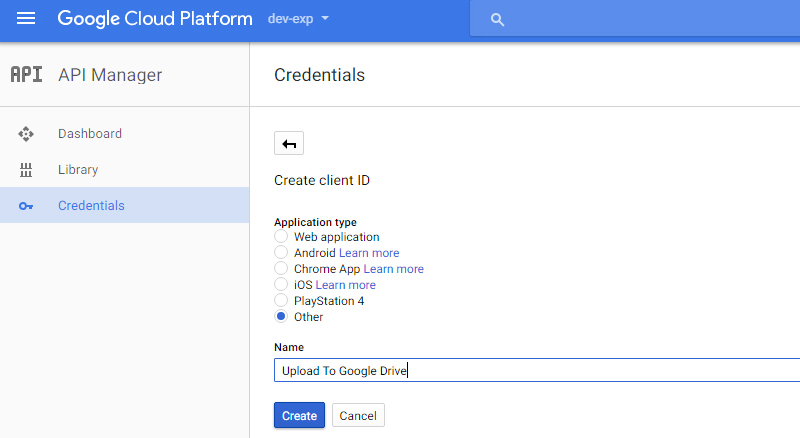 Google Cloud Platform dev-exp
API API Manager
Credentials
Dashboard
Library
Credentials
Create client ID
Application type
Web application
Android Learn more
Chrome App Learn more
iOS Learn more
PlayStation 4
Other
Name
Upload To Google Drive
Create Cancel